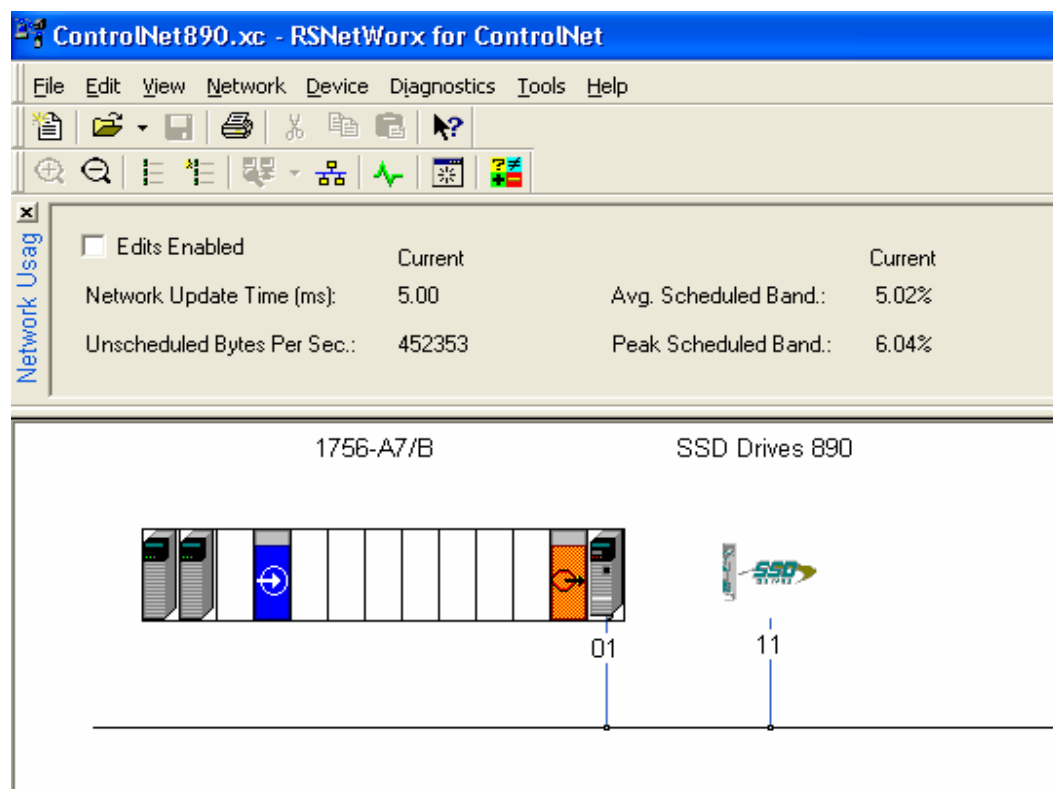 ControlNet890.xc - RSNetWorx for ControlNet
File Edit View Network Device Diagnostics Tools Help
Network Usag
Edits Enabled
Current Current
Network Update Time (ms): 5.00 Avg. Scheduled Band.: 5.02%
Unscheduled Bytes Per Sec.: 452353 Peak Scheduled Band.: 6.04%
1756-A7/B SSD Drives 890
SSD
01 11